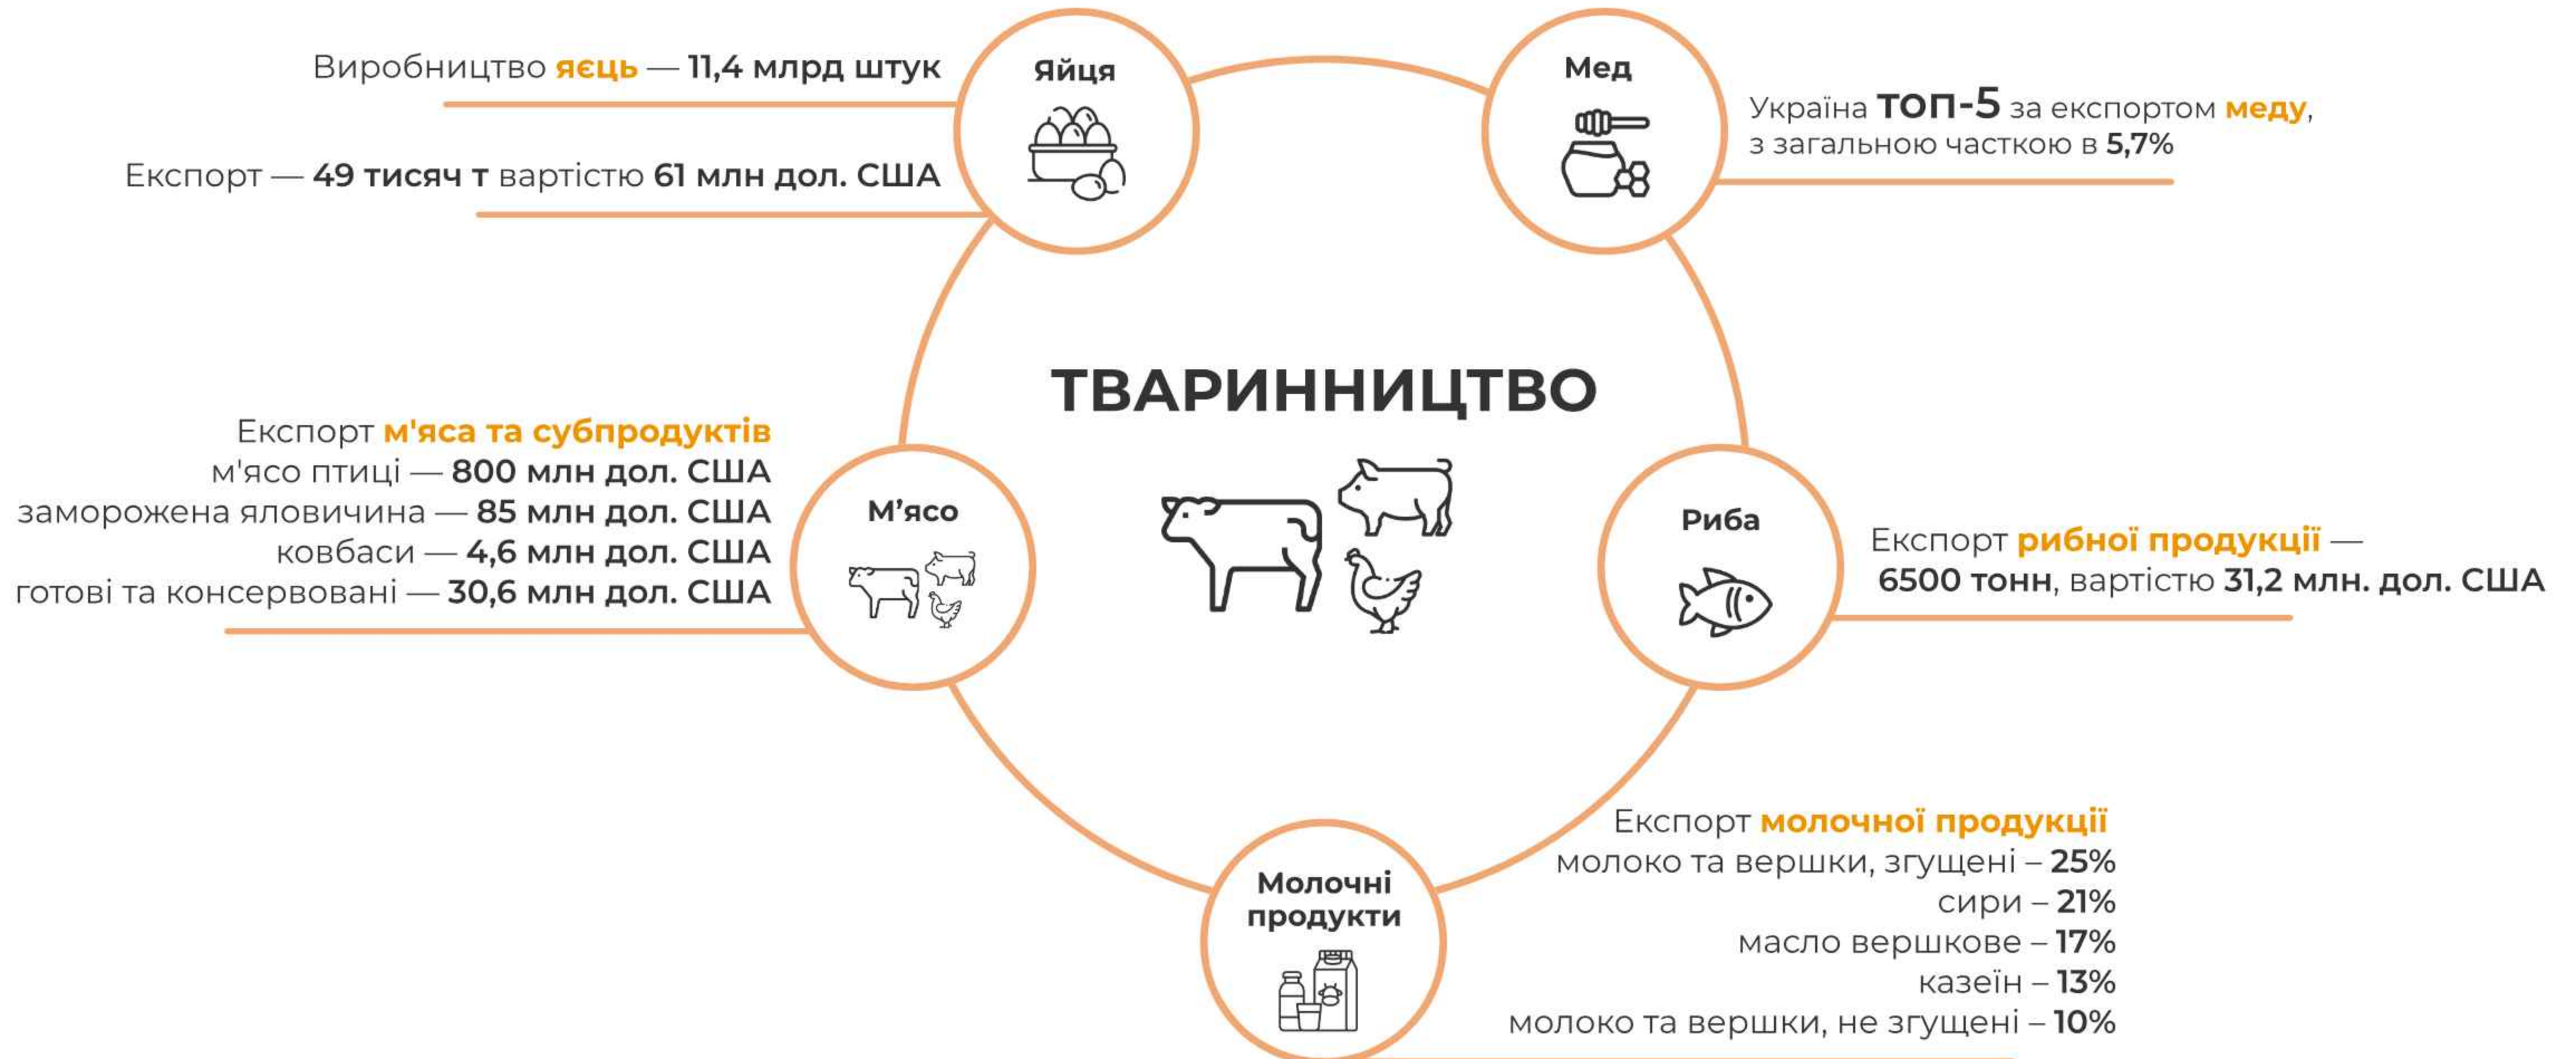 Виробництво яєць — 11,4 млрд штук
Експорт — 49 тисяч т вартістю 61 млн дол. США
Яйця
Мед
Україна ТОП-5 за експортом меду,
з загальною часткою в 5,7%
ТВАРИННИЦТВО
Експорт м'яса та субпродуктів
м'ясо птиці — 800 млн дол. США
заморожена яловичина — 85 млн дол. США
ковбаси — 4,6 млн дол. США
готові та консервовані — 30,6 млн дол. США
М’ясо
Риба
Експорт рибної продукції —
6500 тонн, вартістю 31,2 млн. дол. США
Молочні
продукти
Експорт молочної продукції
молоко та вершки, згущені – 25%
сири – 21%
масло вершкове – 17%
казеїн – 13%
молоко та вершки, не згущені – 10%